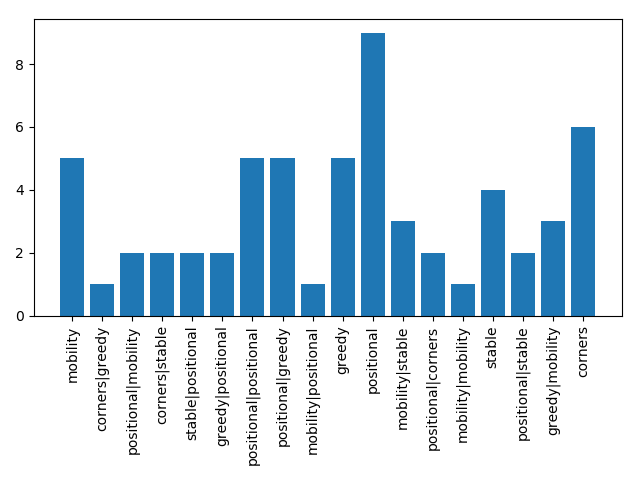 8
6
4
2
0
mobility
corners|greedy
positional|mobility
corners|stable
stable|positional
greedy|positional
positional|positional
positional|greedy
mobility|positional
greedy
positional
mobility|stable
positional|corners
mobility|mobility
stable
positional|stable
greedy|mobility
corners